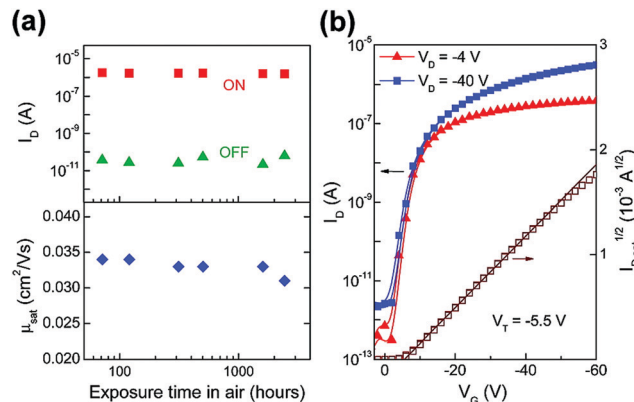 (a)
I_D (A)
10^-5
10^-7
10^-9
10^-11
ON
OFF
μ_sat (cm^2/Vs)
0.040
0.035
0.030
0.025
0.020
100
1000
Exposure time in air (hours)
(b)
I_D (A)
10^-5
10^-7
10^-9
10^-11
10^-13
V_D = -4 V
V_D = -40 V
V_T = -5.5 V
0
-20
-40
-60
V_G (V)
3
2
1
(10^-3 A^1/2)